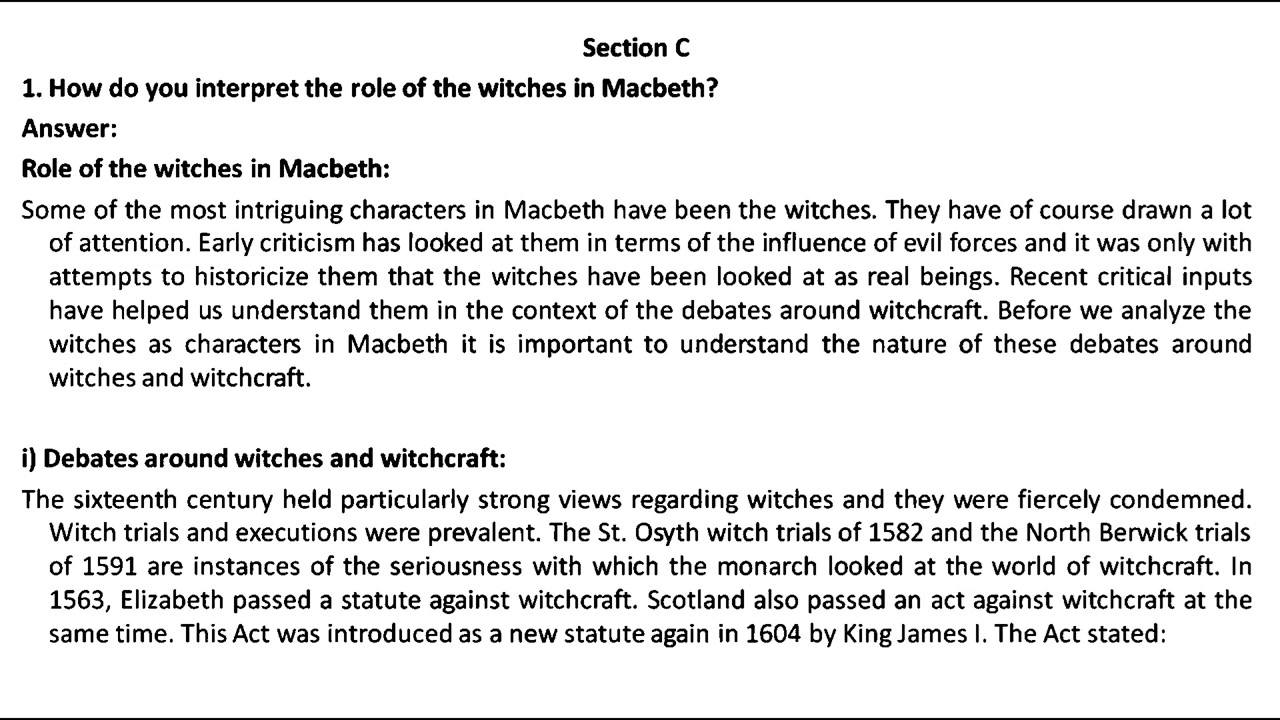 Section C
1. How do you interpret the role of the witches in Macbeth?
Answer:
Role of the witches in Macbeth:
Some of the most intriguing characters in Macbeth have been the witches. They have of course drawn a lot
of attention. Early criticism has looked at them in terms of the influence of evil forces and it was only with
attempts to historicize them that the witches have been looked at as real beings. Recent critical inputs
have helped us understand them in the context of the debates around witchcraft. Before we analyze the
witches as characters in Macbeth it is important to understand the nature of these debates around
witches and witchcraft.
i) Debates around witches and witchcraft:
The sixteenth century held particularly strong views regarding witches and they were fiercely condemned.
Witch trials and executions were prevalent. The St. Osyth witch trials of 1582 and the North Berwick trials
of 1591 are instances of the seriousness with which the monarch looked at the world of witchcraft. In
1563, Elizabeth passed a statute against witchcraft. Scotland also passed an act against witchcraft at the
same time. This Act was introduced as a new statute again in 1604 by King James I. The Act stated: